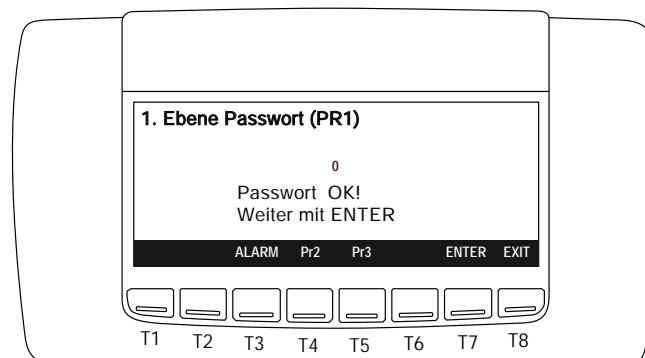 1. Ebene Passwort (PR1)
0
Passwort OK!
Weiter mit ENTER
ALARM Pr2 Pr3 ENTER EXIT
T1 T2 T3 T4 T5 T6 T7 T8